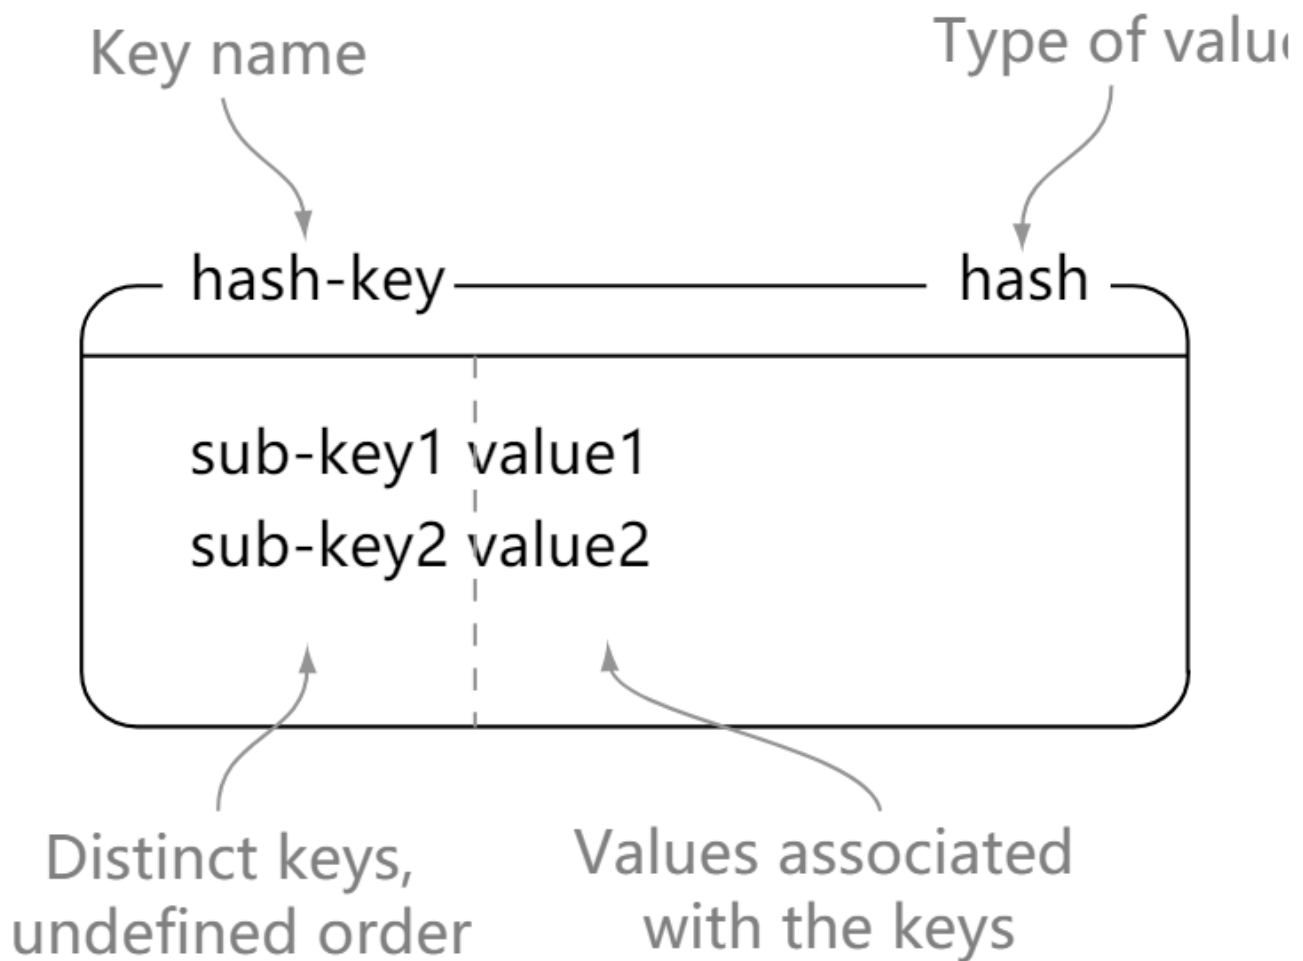 Key name
Type of valu
hash-key
hash
sub-key1 value1
sub-key2 value2
Distinct keys,
undefined order
Values associated
with the keys